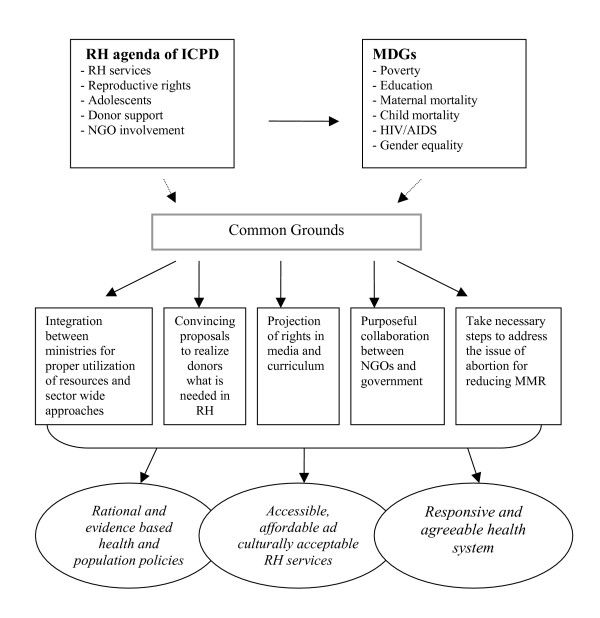 RH agenda of ICPD
- RH services
- Reproductive rights
- Adolescents
- Donor support
- NGO involvement
MDGs
- Poverty
- Education
- Maternal mortality
- Child mortality
- HIV/AIDS
- Gender equality
Common Grounds
Integration
between
ministries for
proper utilization
of resources and
sector wide
approaches
Convincing
proposals to
realize
donors
what is
needed in
RH
Projection
of rights in
media and
curriculum
Purposeful
collaboration
between
NGOs and
government
Take necessary
steps to address
the issue of
abortion for
reducing MMR
Rational and
evidence based
health and
population policies
Accessible,
affordable ad
culturally acceptable
RH services
Responsive and
agreeable health
system